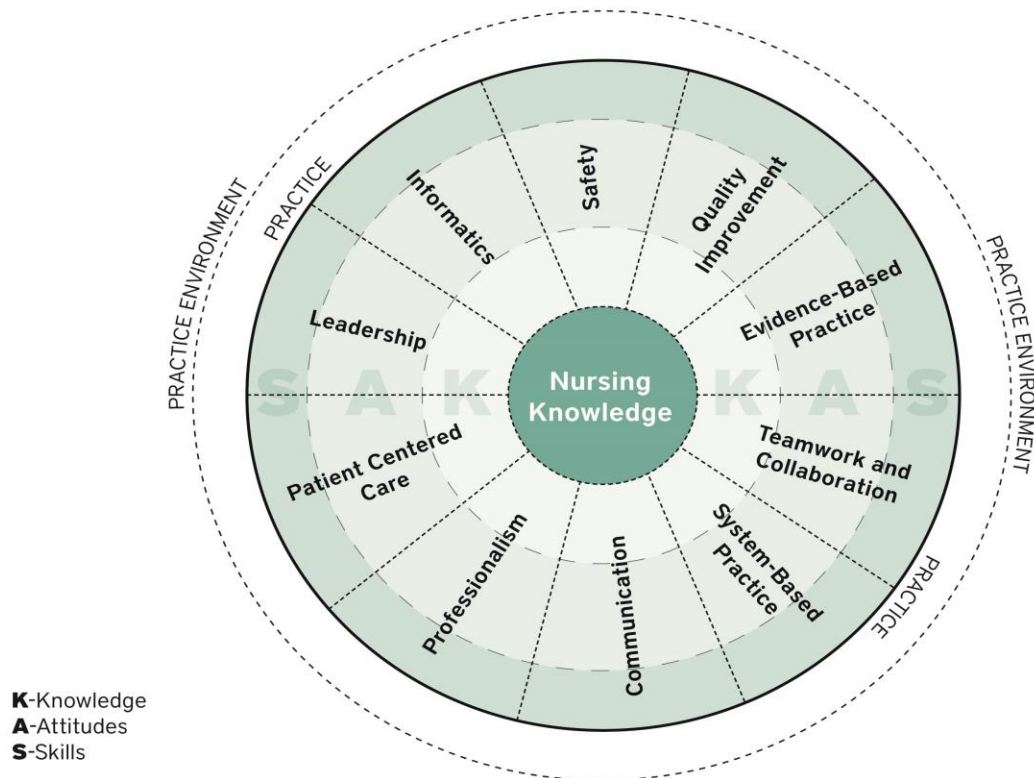 Safety
Quality
Improvement
Evidence-Based
Practice
Teamwork and
Collaboration
System-Based
Practice
Communication
Professionalism
Patient Centered
Care
Leadership
Informatics
Nursing
Knowledge
S A K K A S
PRACTICE
PRACTICE ENVIRONMENT
PRACTICE ENVIRONMENT
PRACTICE
K-Knowledge
A-Attitudes
S-Skills